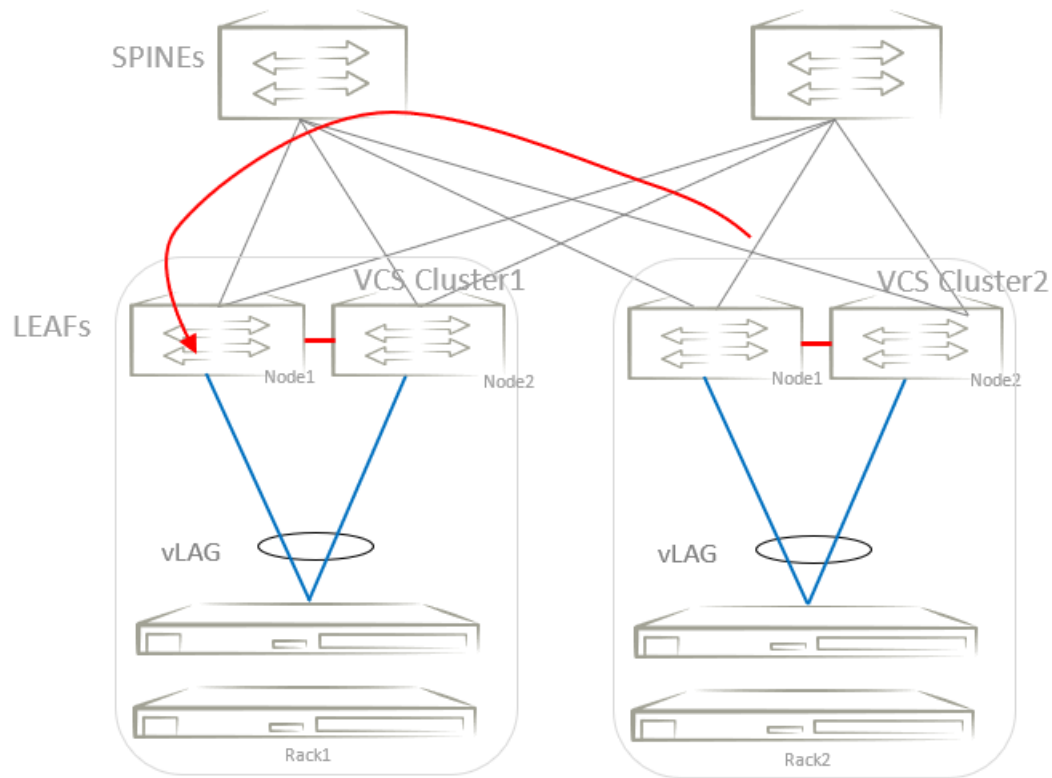 SPINEs
VCS Cluster1
VCS Cluster2
LEAFs
Node1
Node2
Node1
Node2
vLAG
vLAG
Rack1
Rack2